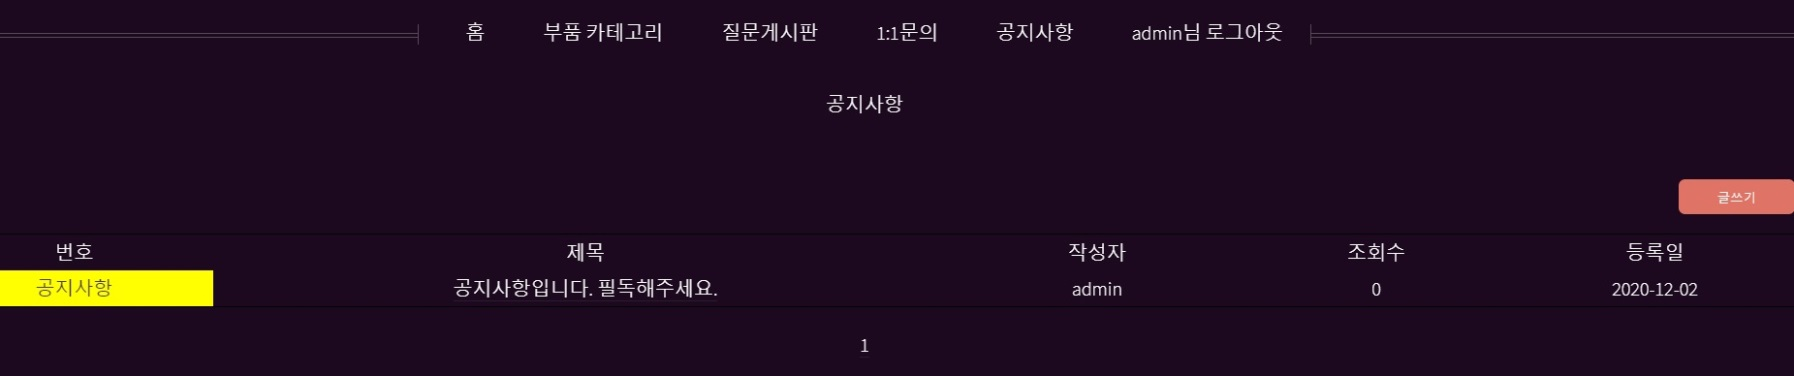 홈 부품 카테고리 질문게시판 1:1문의 공지사항 admin님 로그아웃
공지사항
글쓰기
번호 제목 작성자 조회수 등록일
공지사항 공지사항입니다. 필독해주세요. admin 0 2020-12-02
1